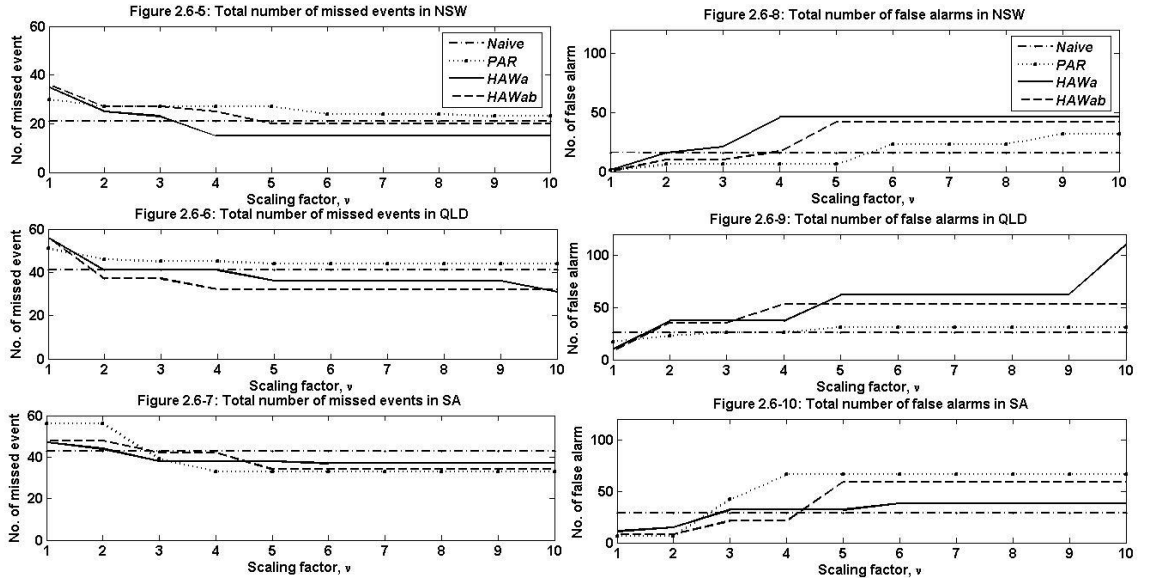 Figure 2.6-5: Total number of missed events in NSW
60
40
20
0
No. of missed event
Naive
PAR
HAWa
HAWab
1 2 3 4 5 6 7 8 9 10
Scaling factor, ν
Figure 2.6-6: Total number of missed events in QLD
60
40
20
0
No. of missed event
1 2 3 4 5 6 7 8 9 10
Scaling factor, ν
Figure 2.6-7: Total number of missed events in SA
60
40
20
0
No. of missed event
1 2 3 4 5 6 7 8 9 10
Scaling factor, ν
Figure 2.6-8: Total number of false alarms in NSW
100
50
0
No. of false alarm
Naive
PAR
HAWa
HAWab
1 2 3 4 5 6 7 8 9 10
Scaling factor, ν
Figure 2.6-9: Total number of false alarms in QLD
100
50
0
No. of false alarm
1 2 3 4 5 6 7 8 9 10
Scaling factor, ν
Figure 2.6-10: Total number of false alarms in SA
100
50
0
No. of false alarm
1 2 3 4 5 6 7 8 9 10
Scaling factor, ν